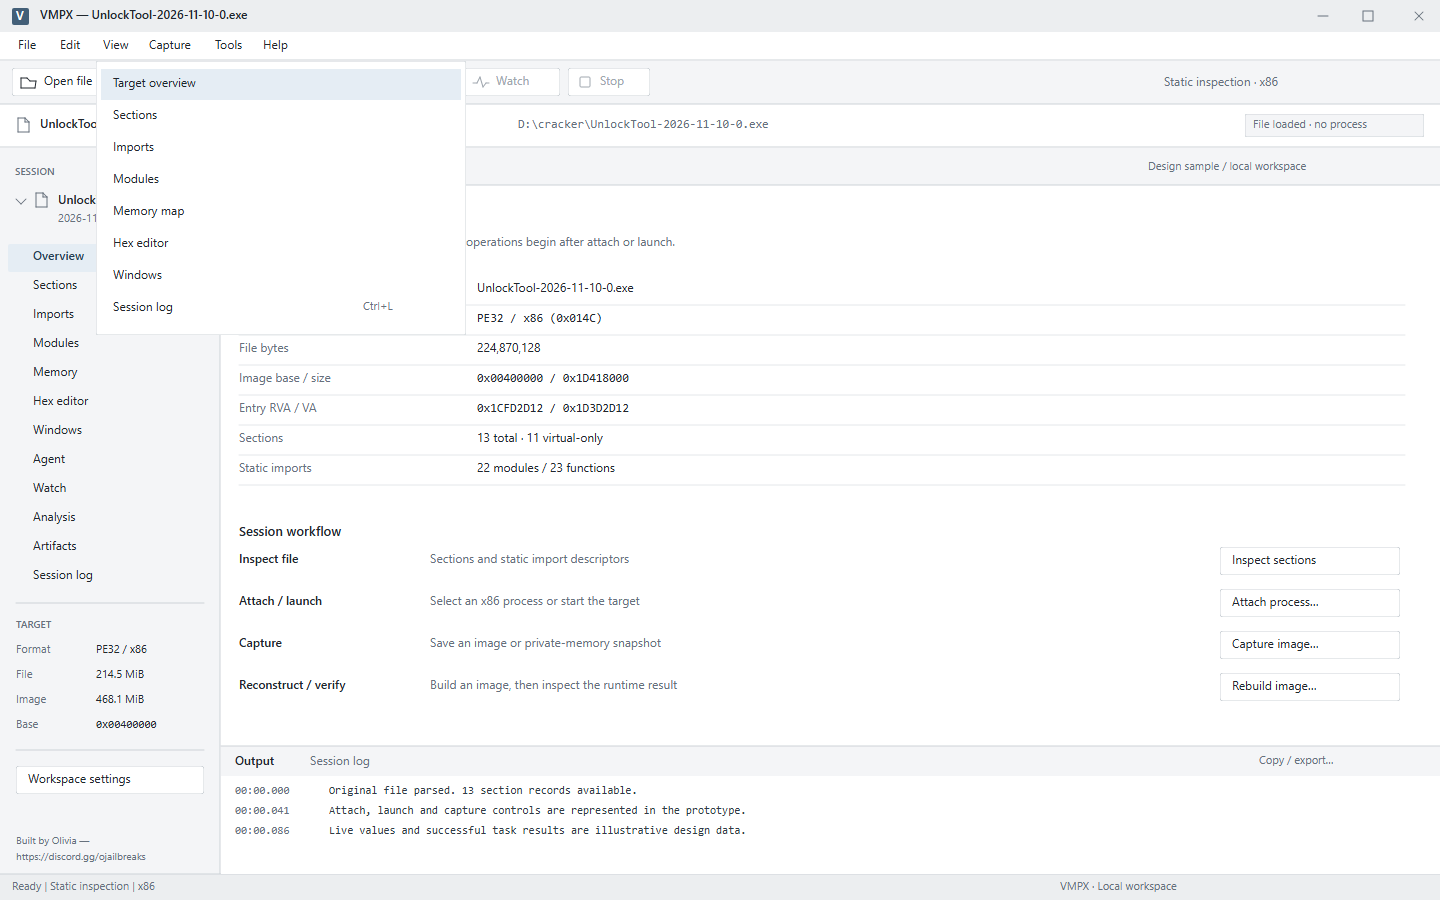 V VMPX — UnlockTool-2026-11-10-0.exe
File Edit View Capture Tools Help
Open file Watch Stop Static inspection · x86
Target overview
Sections
Imports
Modules
Memory map
Hex editor
Windows
Session log Ctrl+L
UnlockToo D:\cracker\UnlockTool-2026-11-10-0.exe File loaded · no process
Design sample / local workspace
SESSION
Unlock
2026-11
Overview
Sections
Imports
Modules
Memory
Hex editor
Windows
Agent
Watch
Analysis
Artifacts
Session log
TARGET
Format PE32 / x86
File 214.5 MiB
Image 468.1 MiB
Base 0x00400000
Workspace settings
Built by Olivia —
https://discord.gg/ojailbreaks
operations begin after attach or launch.
UnlockTool-2026-11-10-0.exe
PE32 / x86 (0x014C)
File bytes 224,870,128
Image base / size 0x00400000 / 0x1D418000
Entry RVA / VA 0x1CFD2D12 / 0x1D3D2D12
Sections 13 total · 11 virtual-only
Static imports 22 modules / 23 functions
Session workflow
Inspect file Sections and static import descriptors Inspect sections
Attach / launch Select an x86 process or start the target Attach process...
Capture Save an image or private-memory snapshot Capture image...
Reconstruct / verify Build an image, then inspect the runtime result Rebuild image...
Output Session log Copy / export...
00:00.000 Original file parsed. 13 section records available.
00:00.041 Attach, launch and capture controls are represented in the prototype.
00:00.086 Live values and successful task results are illustrative design data.
Ready | Static inspection | x86 VMPX · Local workspace